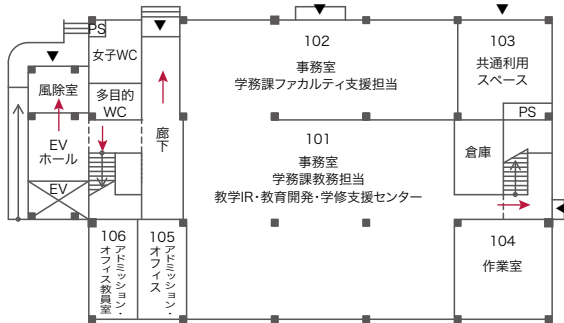 PS
女子WC
多目的
WC
風除室
EV
ホール
EV
廊下
102
事務室
学務課ファカルティ支援担当
103
共通利用
スペース
PS
101
事務室
学務課教務担当
教学IR・教育開発・学修支援センター
倉庫
106
アドミッション・
オフィス教員室
105
アドミッション・
オフィス
104
作業室